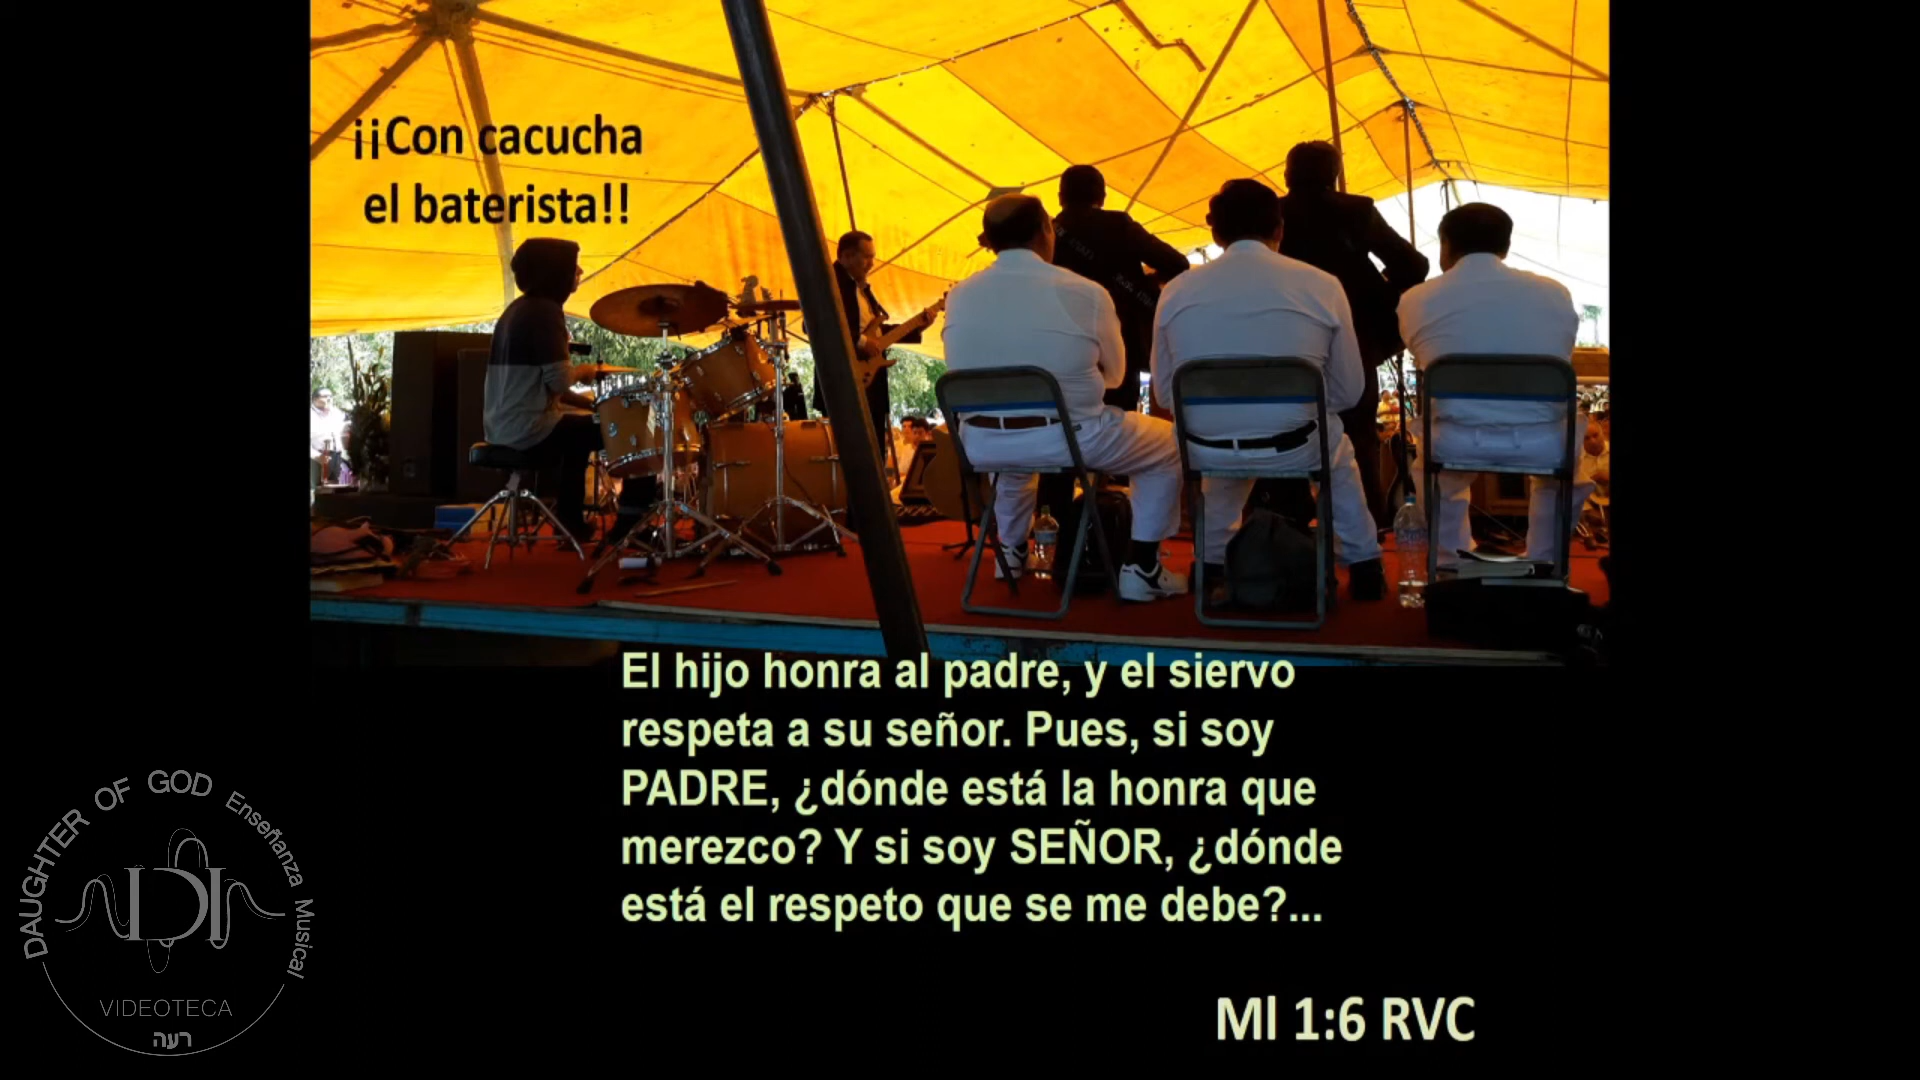 ¡¡Con cacucha
el baterista!!
El hijo honra al padre, y el siervo
respeta a su señor. Pues, si soy
PADRE, ¿dónde está la honra que
merezco? Y si soy SEÑOR, ¿dónde
está el respeto que se me debe?...
Ml 1:6 RVC
DAUGHTER OF GOD Enseñanza Musical
VIDEOTECA
רעה